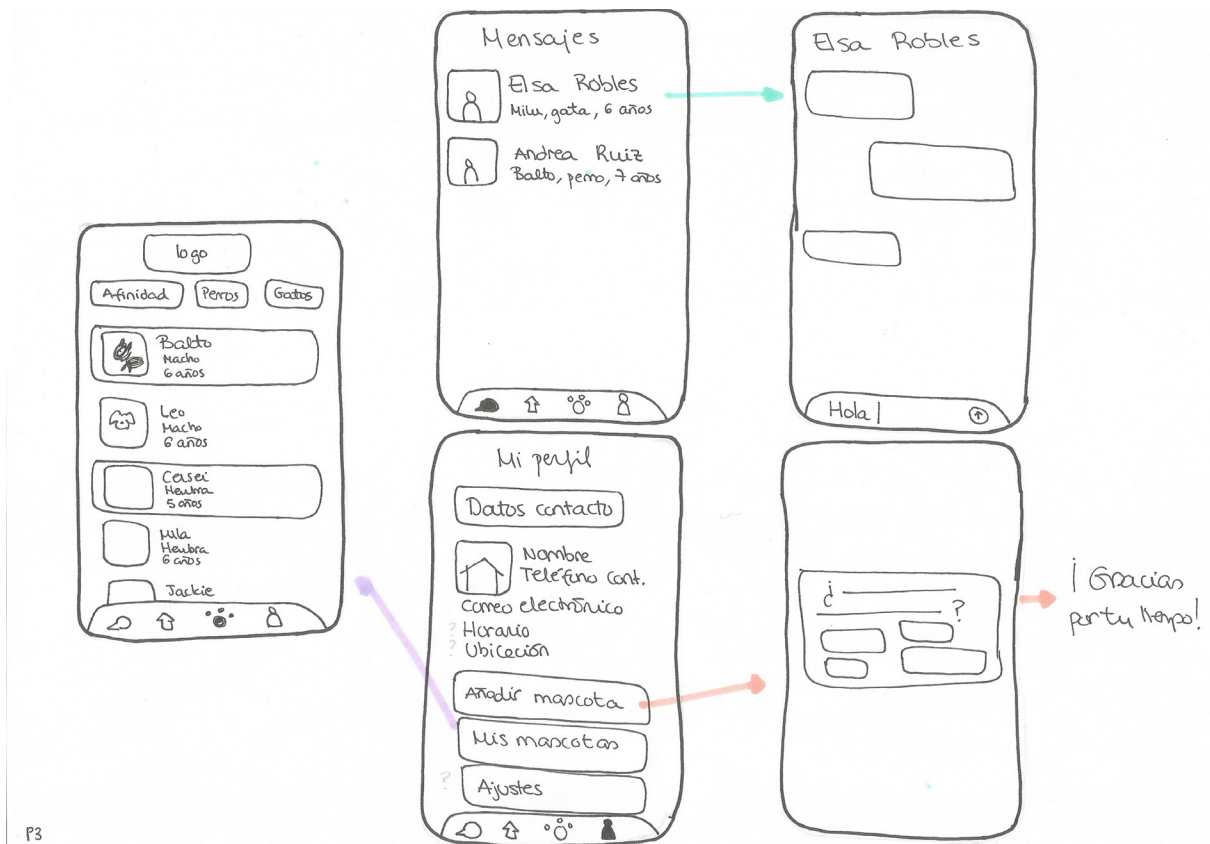 logo
Afinidad
Perros
Gatos
Balto
Macho
6 años
Leo
Macho
6 años
Cersei
Hembra
5 años
Mila
Hembra
6 años
Jackie
Mensajes
Elsa Robles
Milu, gata, 6 años
Andrea Ruiz
Balto, perro, 7 años
Elsa Robles
Hola|
Mi perfil
Datos contacto
Nombre
Teléfono Cont.
Correo electrónico
? Horario
? Ubicación
Añadir mascota
Mis mascotas
? Ajustes
¿
?
¡Gracias
por tu tiempo!
P3